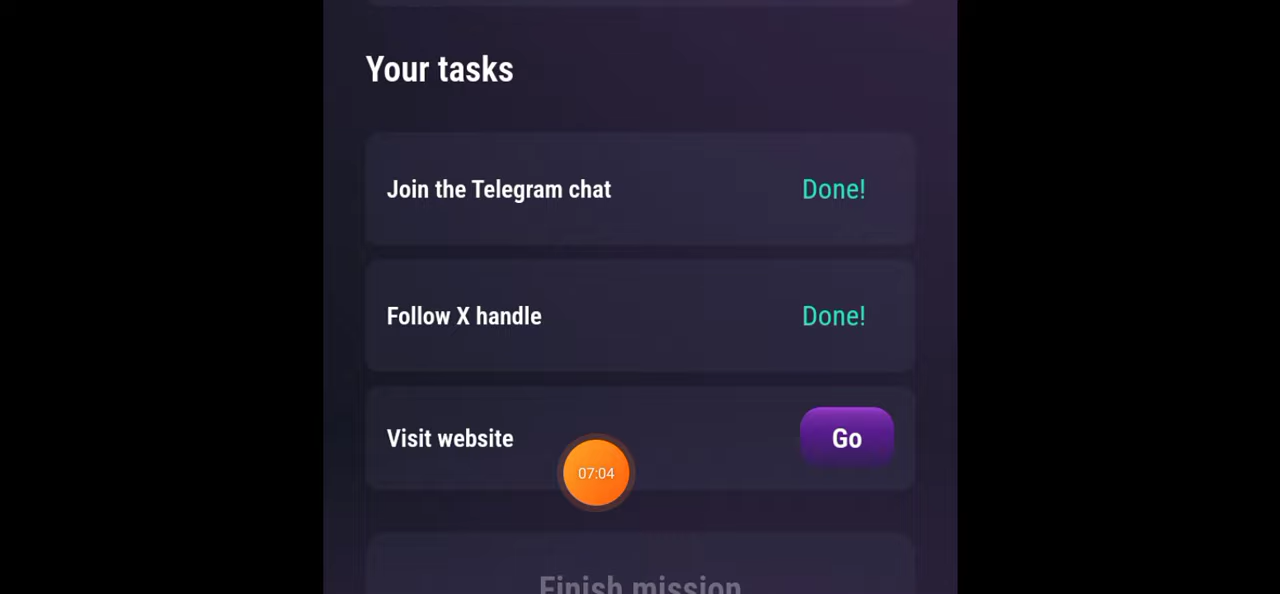 Your tasks
Join the Telegram chat Done!
Follow X handle Done!
Visit website Go
07:04
Finish mission